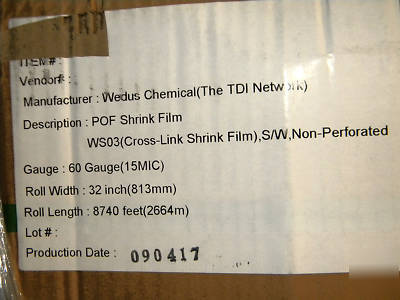 ITEM# :
Vendor# :
Manufacturer : Wedus Chemical(The TDI Network)
Description : POF Shrink Film
WS03(Cross-Link Shrink Film),S/W,Non-Perforated
Gauge : 60 Gauge(15MIC)
Roll Width : 32 inch(813mm)
Roll Length : 8740 feet(2664m)
Lot # :
Production Date : 090417